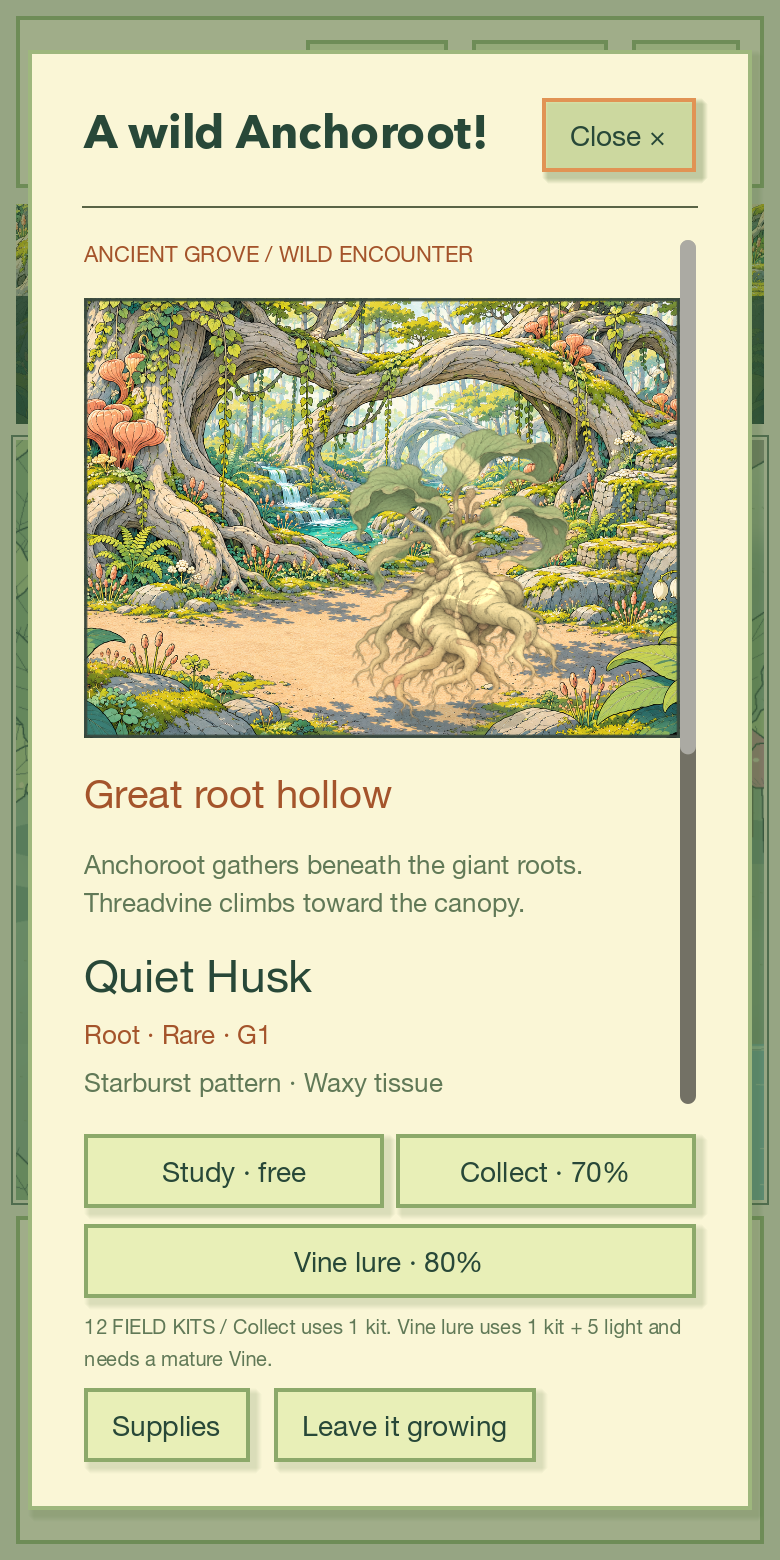 A wild Anchoroot!
Close ×
ANCIENT GROVE / WILD ENCOUNTER
Great root hollow
Anchoroot gathers beneath the giant roots.
Threadvine climbs toward the canopy.
Quiet Husk
Root · Rare · G1
Starburst pattern · Waxy tissue
Study · free
Collect · 70%
Vine lure · 80%
12 FIELD KITS / Collect uses 1 kit. Vine lure uses 1 kit + 5 light and
needs a mature Vine.
Supplies
Leave it growing